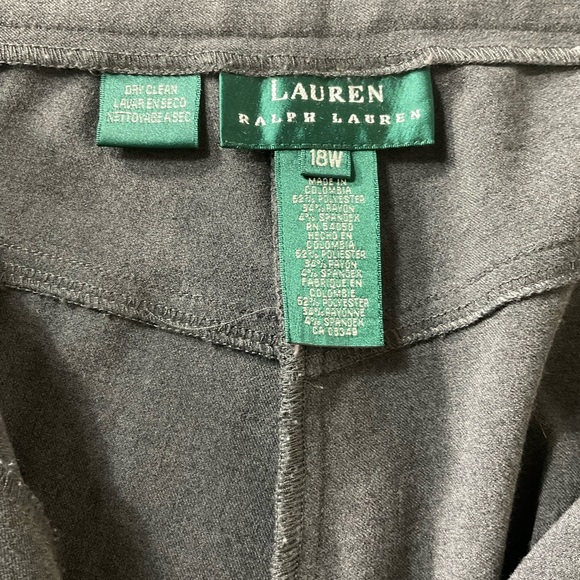 DRY CLEAN
LAVAR EN SECO
NETTOYAGE A SEC
LAUREN
RALPH LAUREN
18W
MADE IN
COLOMBIA
62% POLYESTER
34% RAYON
4% SPANDEX
RN 54050
HECHO EN
COLOMBIA
62% POLIESTER
34% RAYON
4% SPANDEX
FABRIQUE EN
COLOMBIE
62% POLYESTER
34% RAYONNE
4% SPANDEX
CA 08349